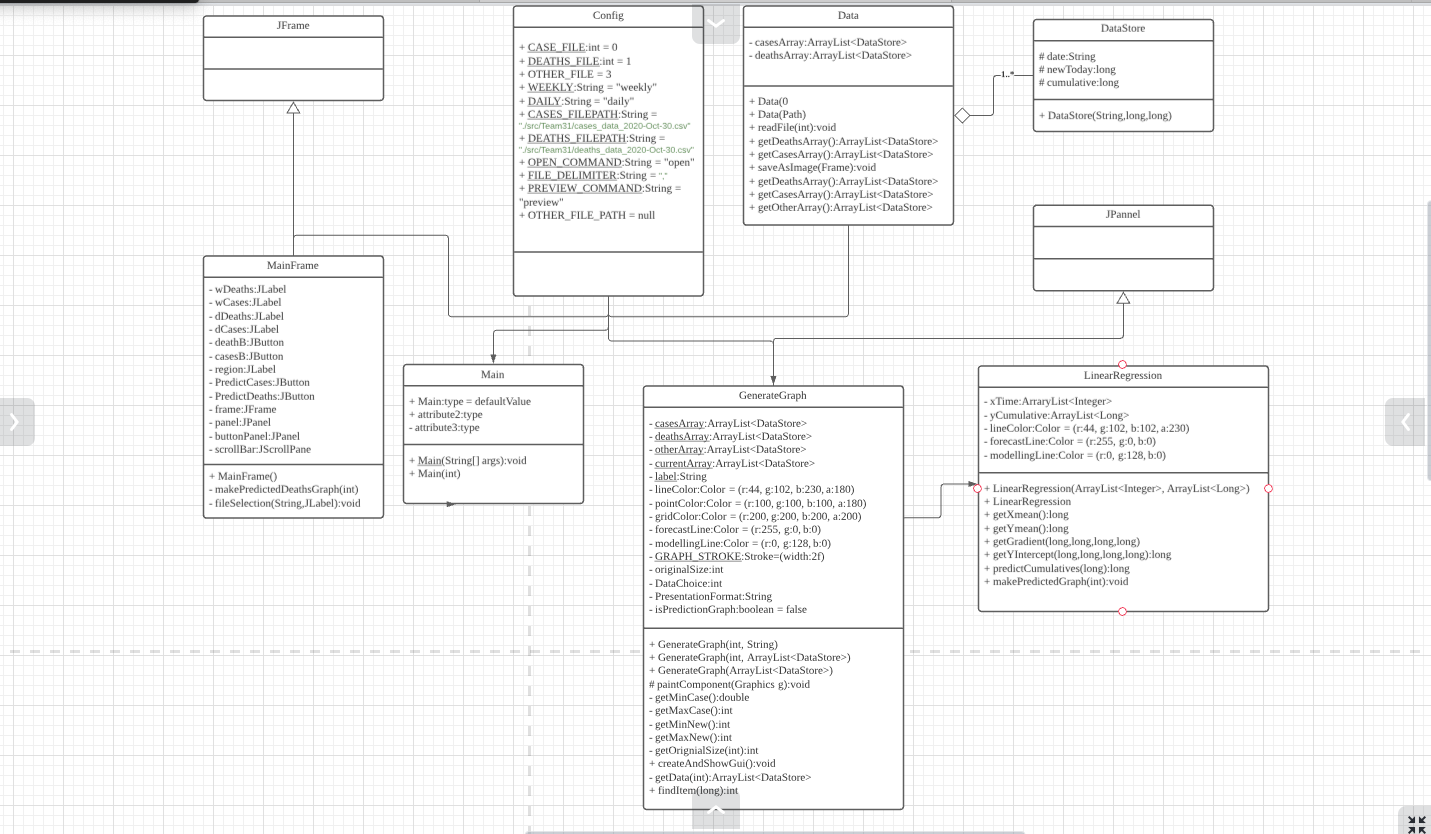 JFrame
Config
+ CASE_FILE:int = 0
+ DEATHS_FILE:int = 1
+ OTHER_FILE = 3
+ WEEKLY:String = "weekly"
+ DAILY:String = "daily"
+ CASES_FILEPATH:String =
"./src/Team31/cases_data_2020-Oct-30.csv"
+ DEATHS_FILEPATH:String =
"./src/Team31/deaths_data_2020-Oct-30.csv"
+ OPEN_COMMAND:String = "open"
+ FILE_DELIMITER:String = ","
+ PREVIEW_COMMAND:String =
"preview"
+ OTHER_FILE_PATH = null
Data
- casesArray:ArrayList<DataStore>
- deathsArray:ArrayList<DataStore>
+ Data(0
+ Data(Path)
+ readFile(int):void
+ getDeathsArray():ArrayList<DataStore>
+ getCasesArray():ArrayList<DataStore>
+ saveAsImage(Frame):void
+ getDeathsArray():ArrayList<DataStore>
+ getCasesArray():ArrayList<DataStore>
+ getOtherArray():ArrayList<DataStore>
1..*
DataStore
# date:String
# newToday:long
# cumulative:long
+ DataStore(String,long,long)
JPannel
MainFrame
- wDeaths:JLabel
- wCases:JLabel
- dDeaths:JLabel
- dCases:JLabel
- deathB:JButton
- casesB:JButton
- region:JLabel
- PredictCases:JButton
- PredictDeaths:JButton
- frame:JFrame
- panel:JPanel
- buttonPanel:JPanel
- scrollBar:JScrollPane
+ MainFrame()
- makePredictedDeathsGraph(int)
- fileSelection(String,JLabel):void
Main
+ Main:type = defaultValue
+ attribute2:type
- attribute3:type
+ Main(String[] args):void
+ Main(int)
GenerateGraph
- casesArray:ArrayList<DataStore>
- deathsArray:ArrayList<DataStore>
- otherArray:ArrayList<DataStore>
- currentArray:ArrayList<DataStore>
- label:String
- lineColor:Color = (r:44, g:102, b:230, a:180)
- pointColor:Color = (r:100, g:100, b:100, a:180)
- gridColor:Color = (r:200, g:200, b:200, a:200)
- forecastLine:Color = (r:255, g:0, b:0)
- modellingLine:Color = (r:0, g:128, b:0)
- GRAPH_STROKE:Stroke=(width:2f)
- originalSize:int
- DataChoice:int
- PresentationFormat:String
- isPredictionGraph:boolean = false
+ GenerateGraph(int, String)
+ GenerateGraph(int, ArrayList<DataStore>)
+ GenerateGraph(ArrayList<DataStore>)
# paintComponent(Graphics g):void
- getMinCase():double
- getMaxCase():int
- getMinNew():int
- getMaxNew():int
- getOrignialSize(int):int
+ createAndShowGui():void
- getData(int):ArrayList<DataStore>
+ findItem(long):int
LinearRegression
- xTime:ArraryList<Integer>
- yCumulative:ArrayList<Long>
- lineColor:Color = (r:44, g:102, b:102, a:230)
- forecastLine:Color = (r:255, g:0, b:0)
- modellingLine:Color = (r:0, g:128, b:0)
+ LinearRegression(ArrayList<Integer>, ArrayList<Long>)
+ LinearRegression
+ getXmean():long
+ getYmean():long
+ getGradient(long,long,long,long)
+ getYIntercept(long,long,long,long):long
+ predictCumulatives(long):long
+ makePredictedGraph(int):void